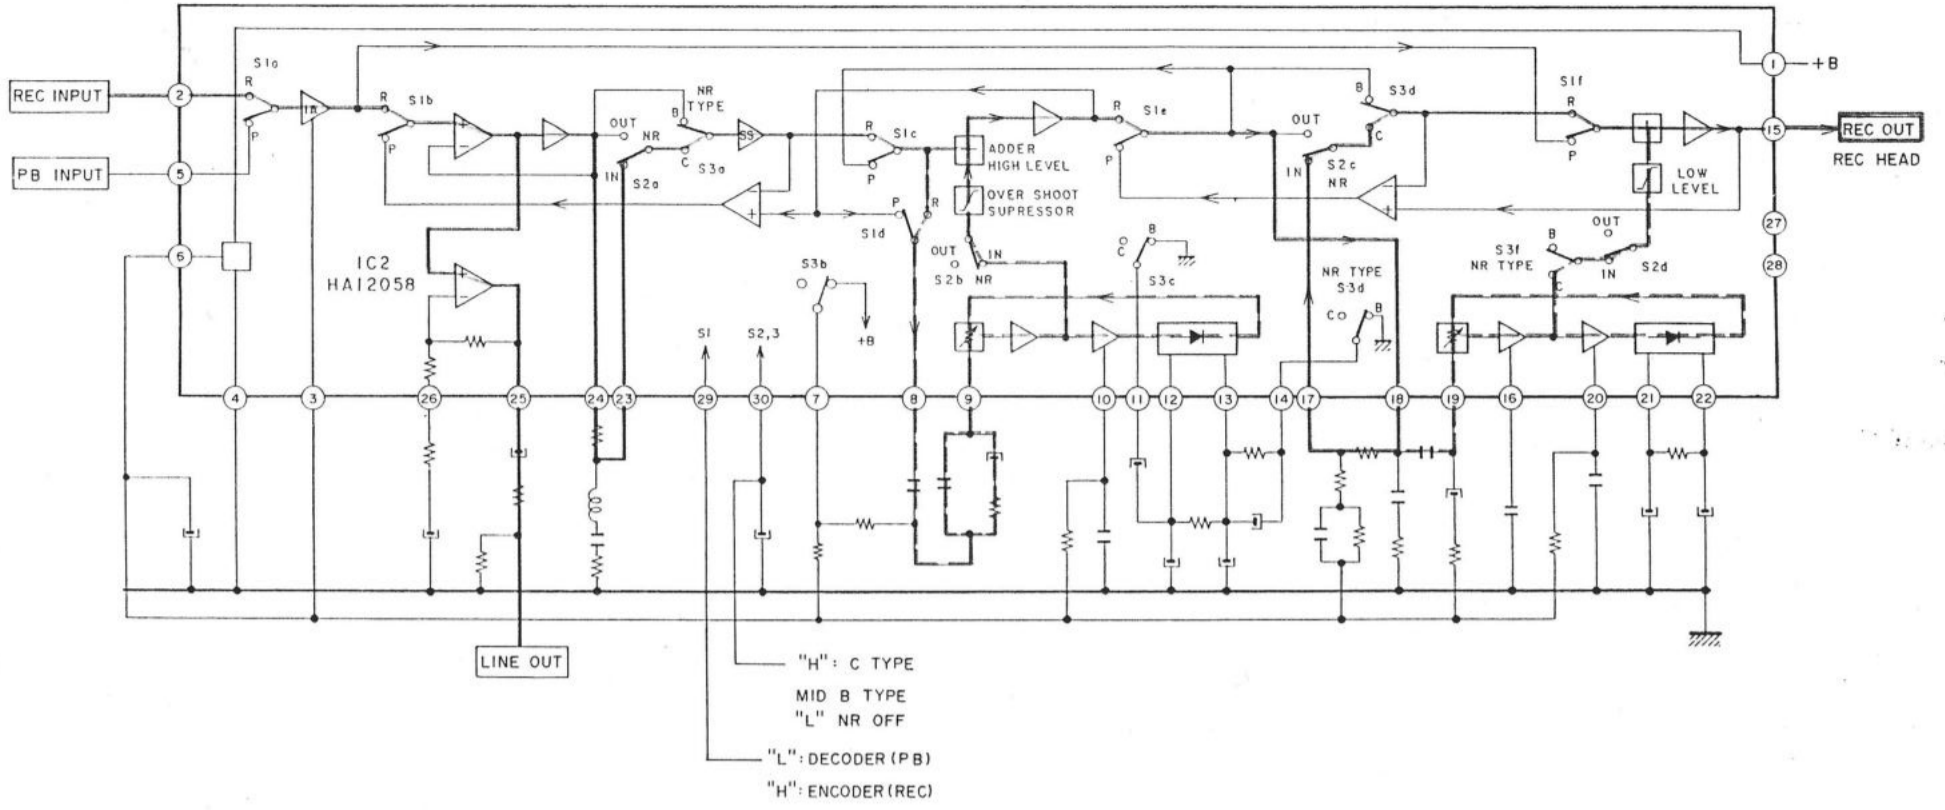 REC INPUT
PB INPUT
2
5
6
S1a
R
P
IA
R
S1b
P
+
−
IC2
HA12058
+
−
OUT
IN
NR
S2a
NR
TYPE
B
C
S3a
SS
+
−
R
S1c
P
P
R
S1d
ADDER
HIGH LEVEL
OVER SHOOT
SUPRESSOR
OUT
IN
S2b NR
S3b
+B
R
S1e
P
C
B
S3c
OUT
IN
S2c
NR
B
S3d
C
−
+
NR TYPE
S3d
C
B
R
S1f
P
+
LOW
LEVEL
OUT
IN
S2d
B
S3f
NR TYPE
C
1
+B
15
REC OUT
REC HEAD
27
28
S1
S2,3
4
3
26
25
24
23
29
30
7
8
9
10
11
12
13
14
17
18
19
16
20
21
22
LINE OUT
"H": C TYPE
MID B TYPE
"L" NR OFF
"L": DECODER (PB)
"H": ENCODER (REC)